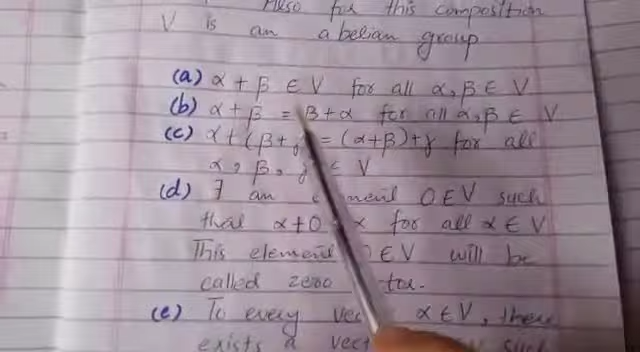 Also for this composition
V is an abelian group
(a) α + β ∈ V for all α, β ∈ V
(b) α + β = β + α for all α, β ∈ V
(c) α + (β + γ = (α+β)+γ for all
α, β, γ ∈ V
(d) ∃ an element 0 ∈ V such
that α+0 α for all α ∈ V
This element 0 ∈ V will be
called zero
(e) To every α ∈ V, there
exists a such